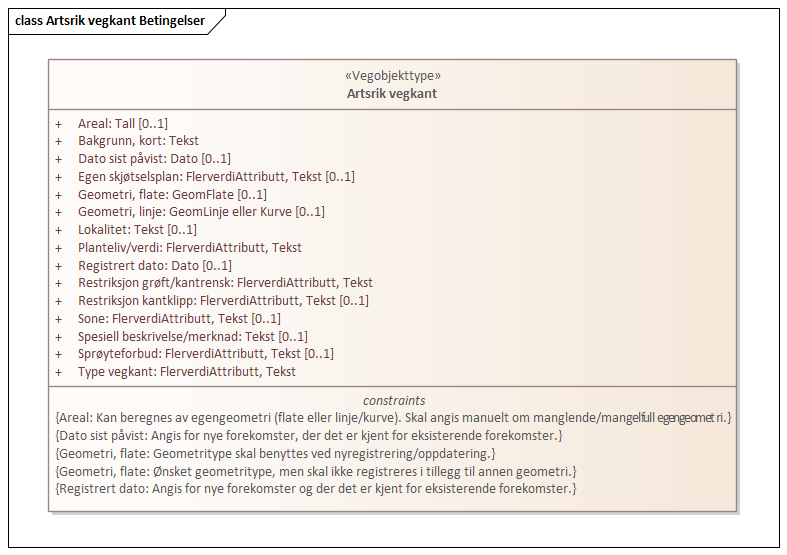 class Artsrik vegkant Betingelser
«Vegobjekttype»
Artsrik vegkant
+ Areal: Tall [0..1]
+ Bakgrunn, kort: Tekst
+ Dato sist påvist: Dato [0..1]
+ Egen skjøtselsplan: FlerverdiAttributt, Tekst [0..1]
+ Geometri, flate: GeomFlate [0..1]
+ Geometri, linje: GeomLinje eller Kurve [0..1]
+ Lokalitet: Tekst [0..1]
+ Planteliv/verdi: FlerverdiAttributt, Tekst
+ Registrert dato: Dato [0..1]
+ Restriksjon grøft/kantrensk: FlerverdiAttributt, Tekst
+ Restriksjon kantklipp: FlerverdiAttributt, Tekst [0..1]
+ Sone: FlerverdiAttributt, Tekst [0..1]
+ Spesiell beskrivelse/merknad: Tekst [0..1]
+ Sprøyteforbud: FlerverdiAttributt, Tekst [0..1]
+ Type vegkant: FlerverdiAttributt, Tekst
constraints
{Areal: Kan beregnes av egengeometri (flate eller linje/kurve). Skal angis manuelt om manglende/mangelfull egengeometri.}
{Dato sist påvist: Angis for nye forekomster, der det er kjent for eksisterende forekomster.}
{Geometri, flate: Geometritype skal benyttes ved nyregistrering/oppdatering.}
{Geometri, flate: Ønsket geometritype, men skal ikke registreres i tillegg til annen geometri.}
{Registrert dato: Angis for nye forekomster og der det er kjent for eksisterende forekomster.}